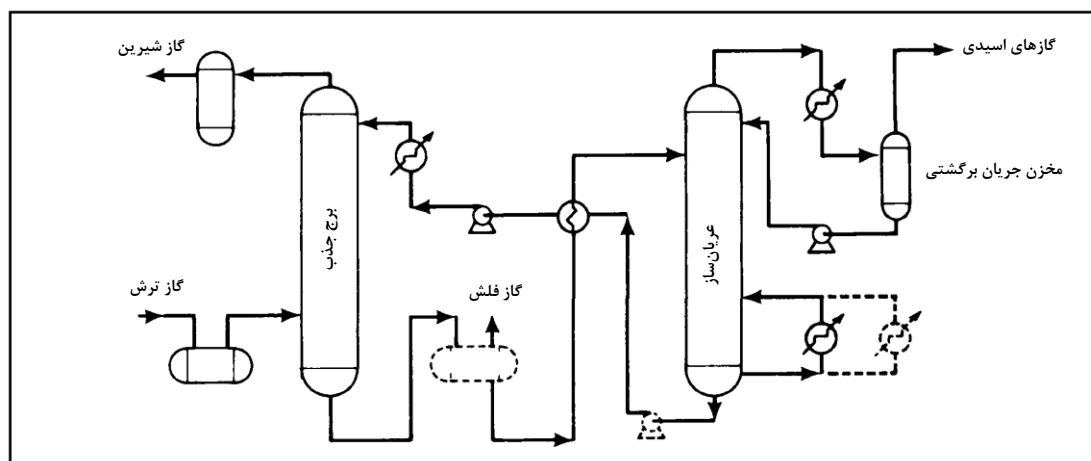 گاز شیرین
گازهای اسیدی
مخزن جریان برگشتی
برج جذب
عریان‌ساز
گاز ترش
گاز فلش